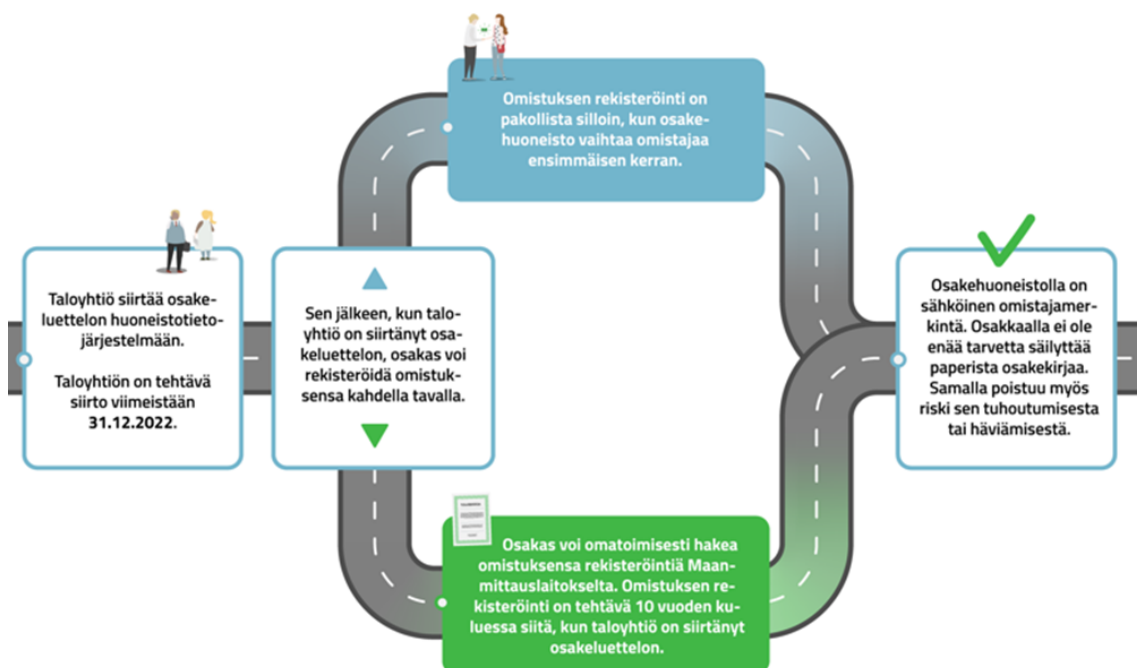 Taloyhtiö siirtää osake-
luettelon huoneistotieto-
järjestelmään.
Taloyhtiön on tehtävä
siirto viimeistään
31.12.2022.
Sen jälkeen, kun talo-
yhtiö on siirtänyt osa-
keluettelon, osakas voi
rekisteröidä omistuk-
sensa kahdella tavalla.
Omistuksen rekisteröinti on
pakollista silloin, kun osake-
huoneisto vaihtaa omistajaa
ensimmäisen kerran.
Osakas voi omatoimisesti hakea
omistuksensa rekisteröintiä Maan-
mittauslaitokselta. Omistuksen re-
kisteröinti on tehtävä 10 vuoden ku-
luessa siitä, kun taloyhtiö on siirtänyt
osakeluettelon.
Osakehuoneistolla on
sähköinen omistajamer-
kintä. Osakkaalla ei ole
enää tarvetta säilyttää
paperista osakekirjaa.
Samalla poistuu myös
riski sen tuhoutumisesta
tai häviämisestä.